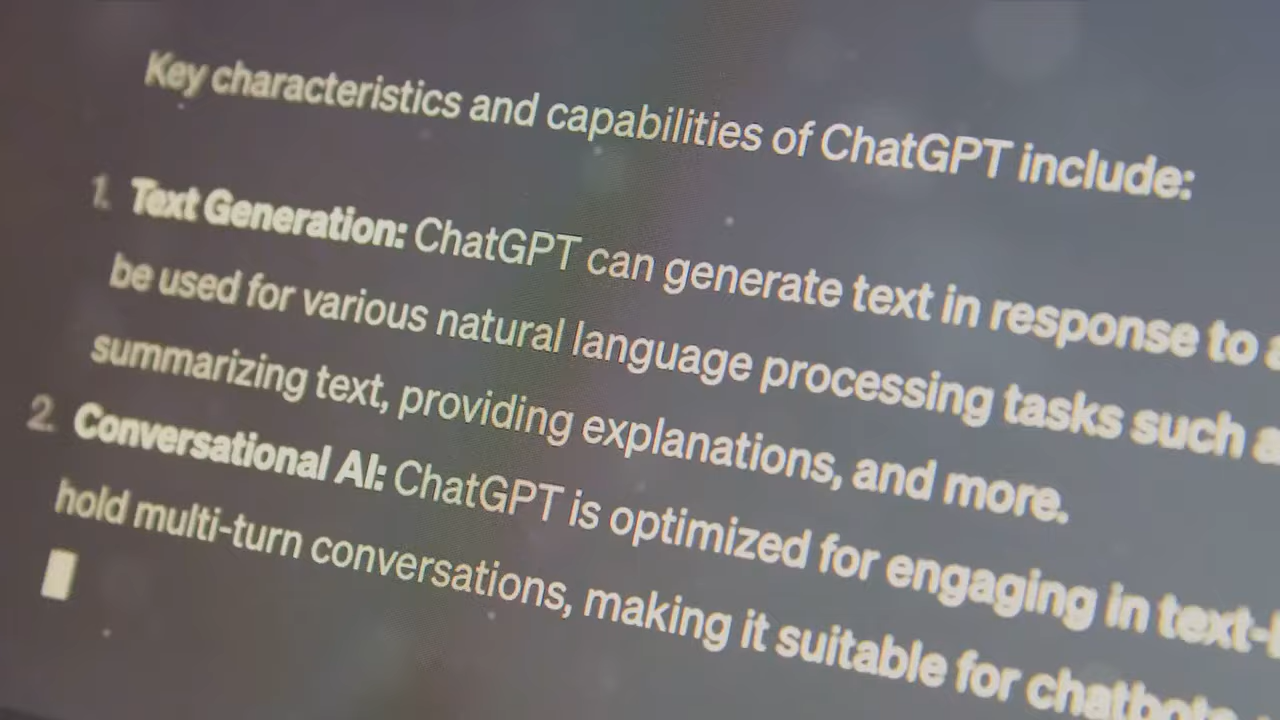 Key characteristics and capabilities of ChatGPT include:
1. Text Generation: ChatGPT can generate text in response to
be used for various natural language processing tasks such
summarizing text, providing explanations, and more.
2. Conversational AI: ChatGPT is optimized for engaging in text-
hold multi-turn conversations, making it suitable for